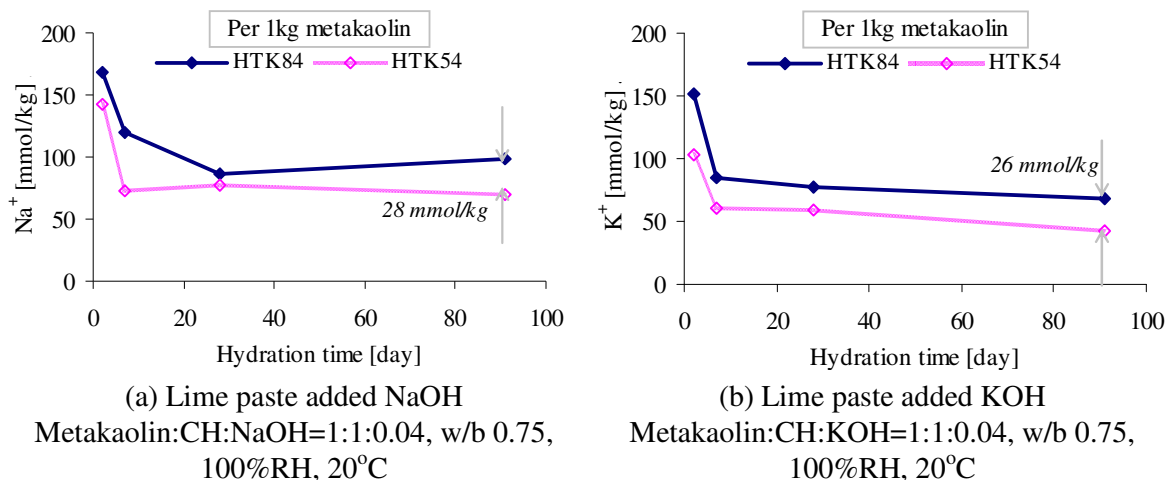 Per 1kg metakaolin
HTK84 HTK54
Na+ [mmol/kg]
200
150
100
50
0
28 mmol/kg
0 20 40 60 80 100
Hydration time [day]
(a) Lime paste added NaOH
Metakaolin:CH:NaOH=1:1:0.04, w/b 0.75,
100%RH, 20°C
Per 1kg metakaolin
HTK84 HTK54
K+ [mmol/kg]
200
150
100
50
0
26 mmol/kg
0 20 40 60 80 100
Hydration time [day]
(b) Lime paste added KOH
Metakaolin:CH:KOH=1:1:0.04, w/b 0.75,
100%RH, 20°C